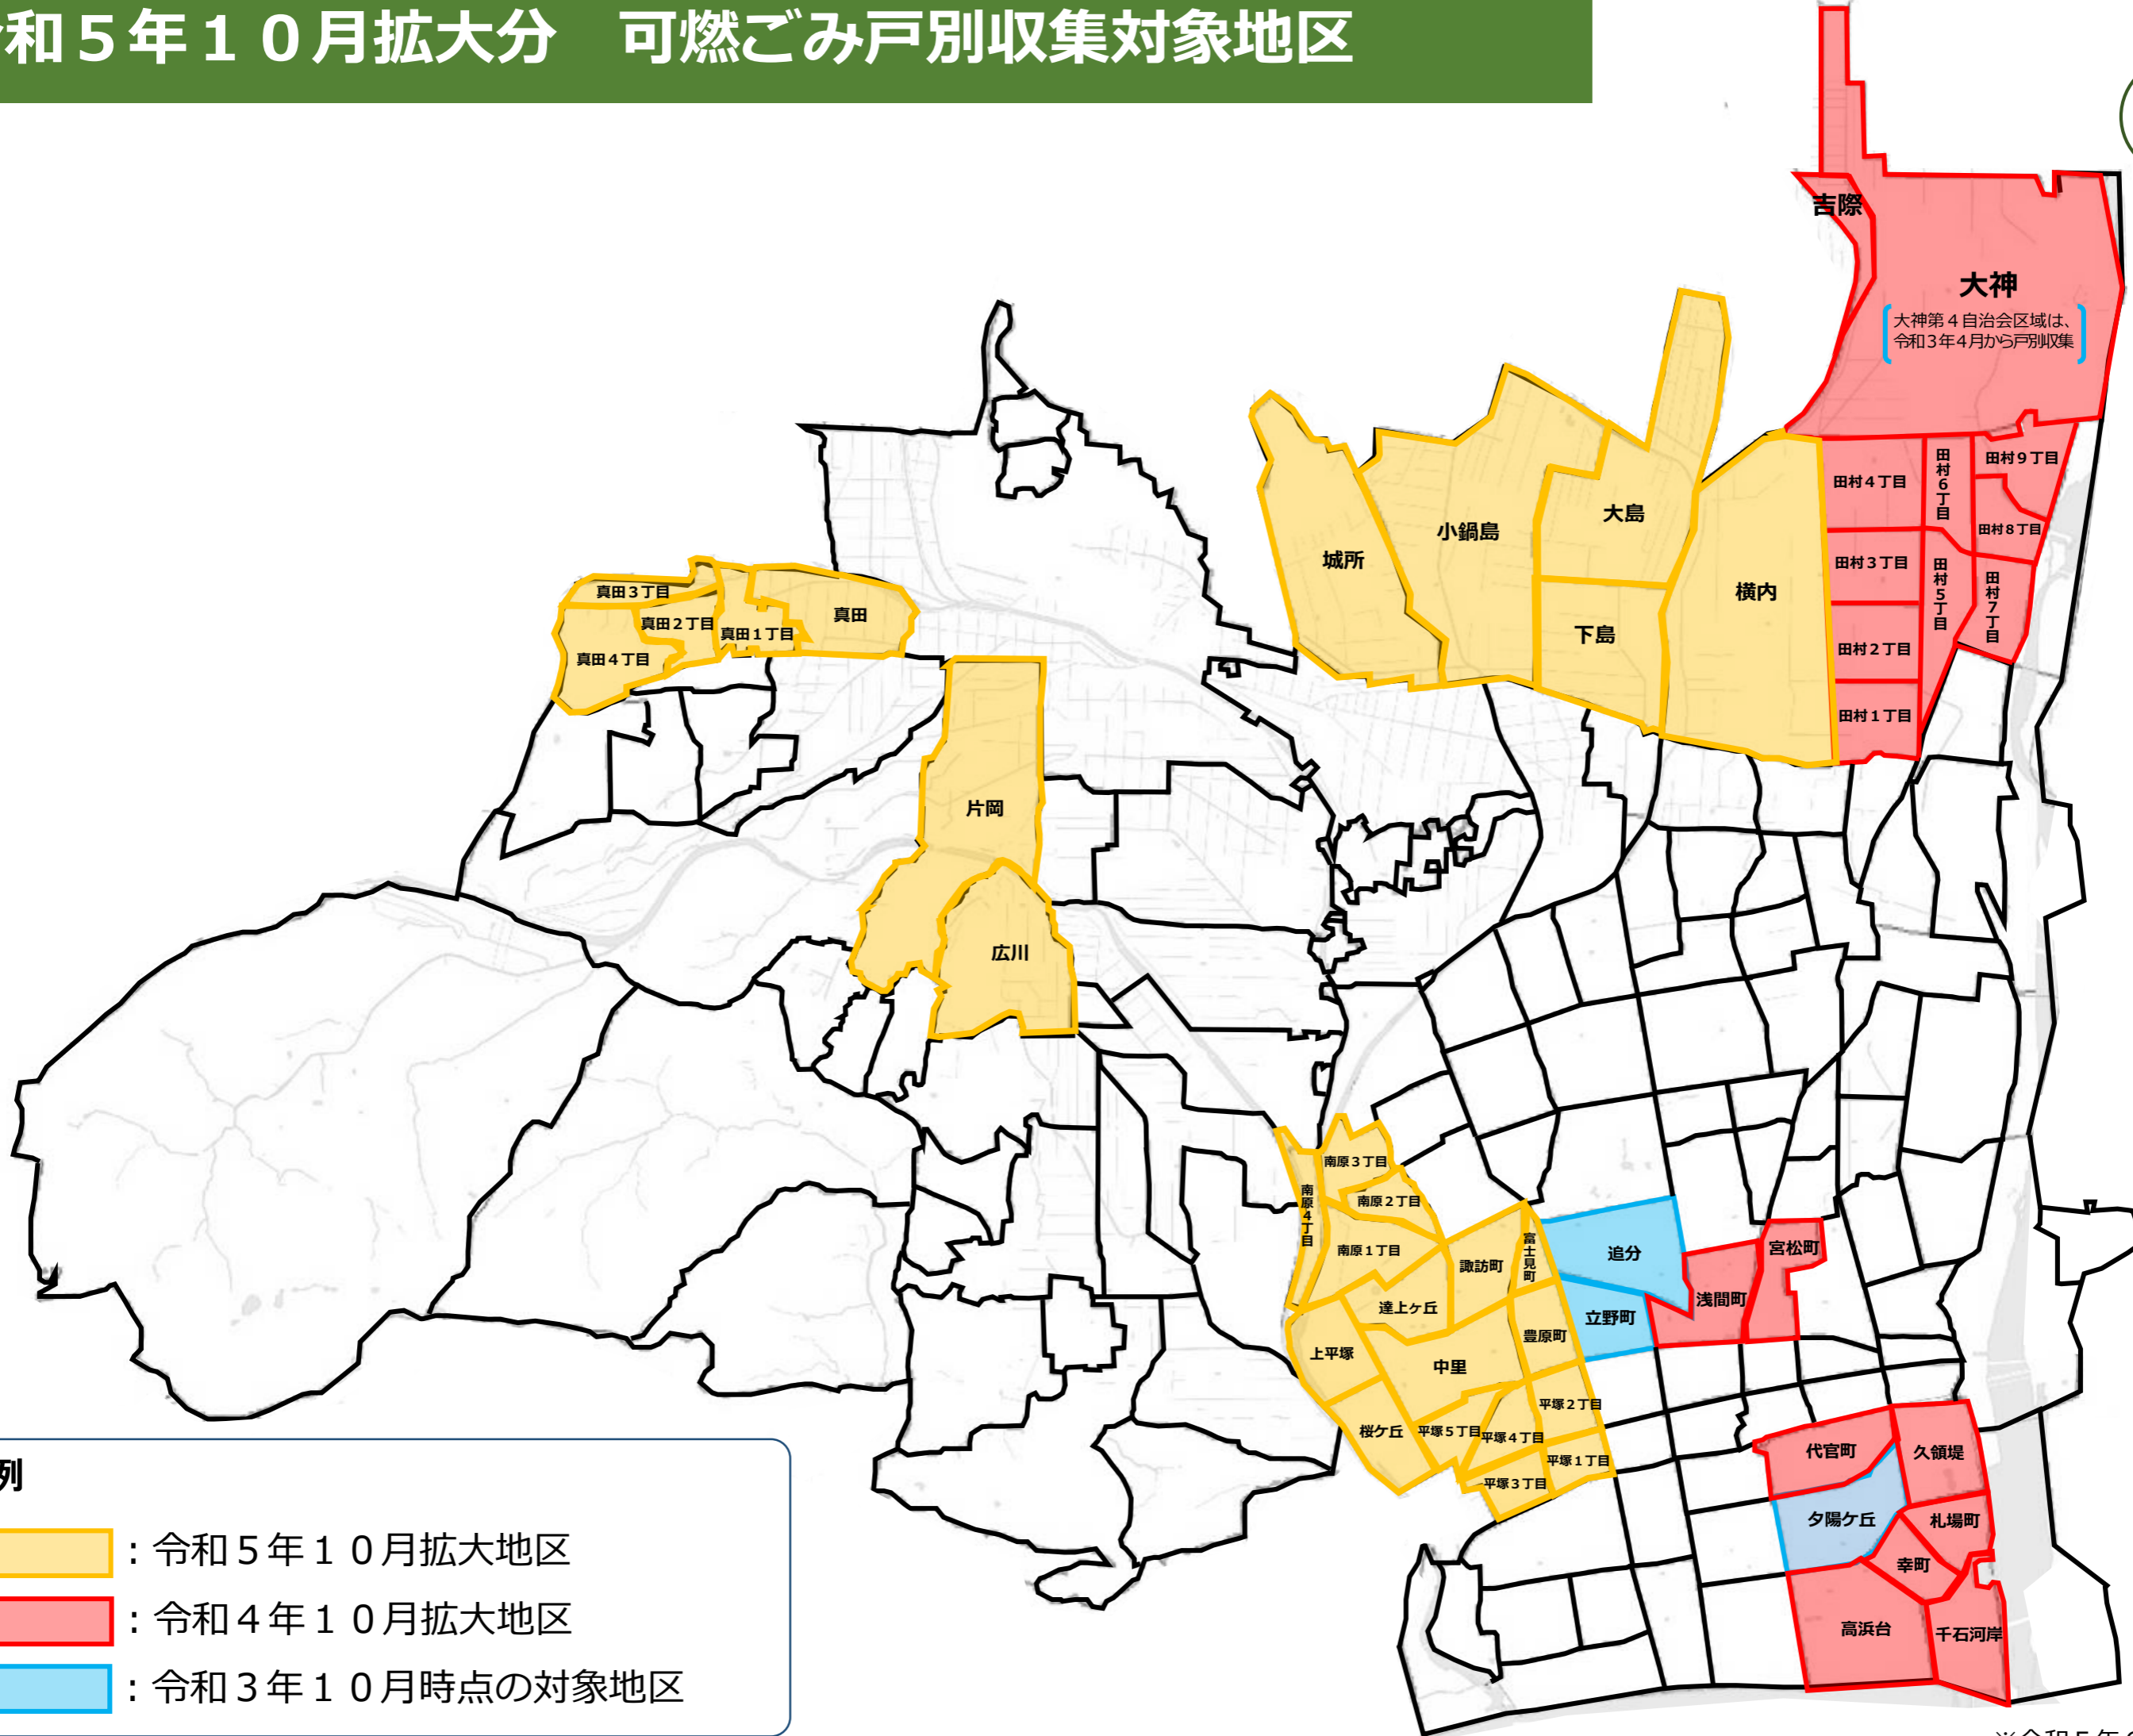 和５年１０月拡大分　可燃ごみ戸別収集対象地区
吉際
大神
大神第４自治会区域は、
令和３年４月から戸別収集
田村４丁目
田村６丁目
田村９丁目
田村８丁目
田村３丁目
田村５丁目
田村７丁目
田村２丁目
田村１丁目
大島
小鍋島
城所
横内
下島
真田３丁目
真田２丁目
真田１丁目
真田
真田４丁目
片岡
広川
南原３丁目
南原２丁目
南原４丁目
南原１丁目
諏訪町
富士見町
追分
宮松町
浅間町
立野町
達上ヶ丘
豊原町
上平塚
中里
平塚２丁目
桜ケ丘
平塚５丁目
平塚４丁目
平塚１丁目
平塚３丁目
代官町
久領堤
夕陽ケ丘
札場町
幸町
高浜台
千石河岸
例
：令和５年１０月拡大地区
：令和４年１０月拡大地区
：令和３年１０月時点の対象地区